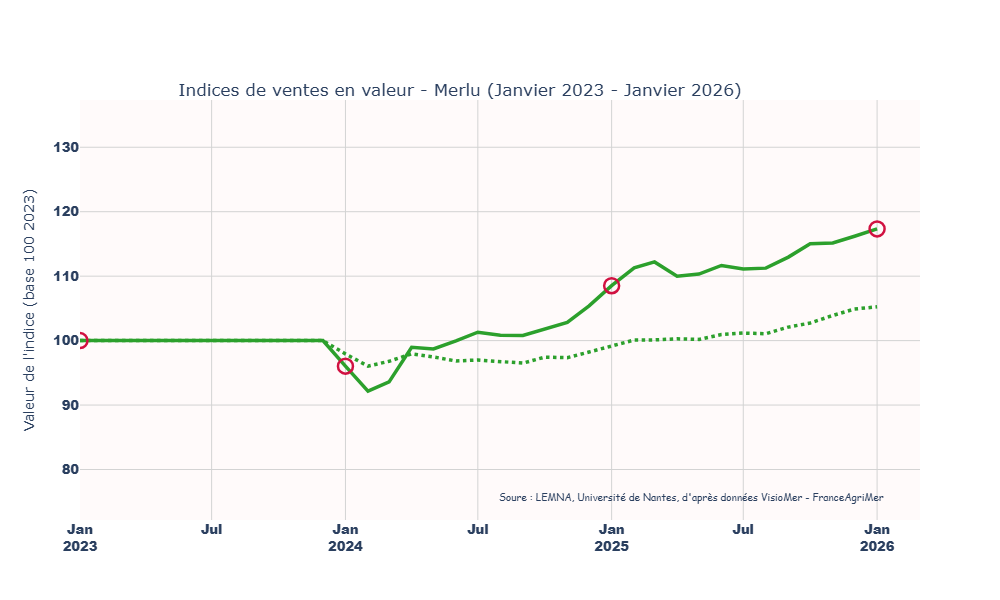 Indices de ventes en valeur - Merlu (Janvier 2023 - Janvier 2026)
Valeur de l'indice (base 100 2023)
130
120
110
100
90
80
Soure : LEMNA, Université de Nantes, d'après données VisioMer - FranceAgriMer
Jan
2023
Jul
Jan
2024
Jul
Jan
2025
Jul
Jan
2026